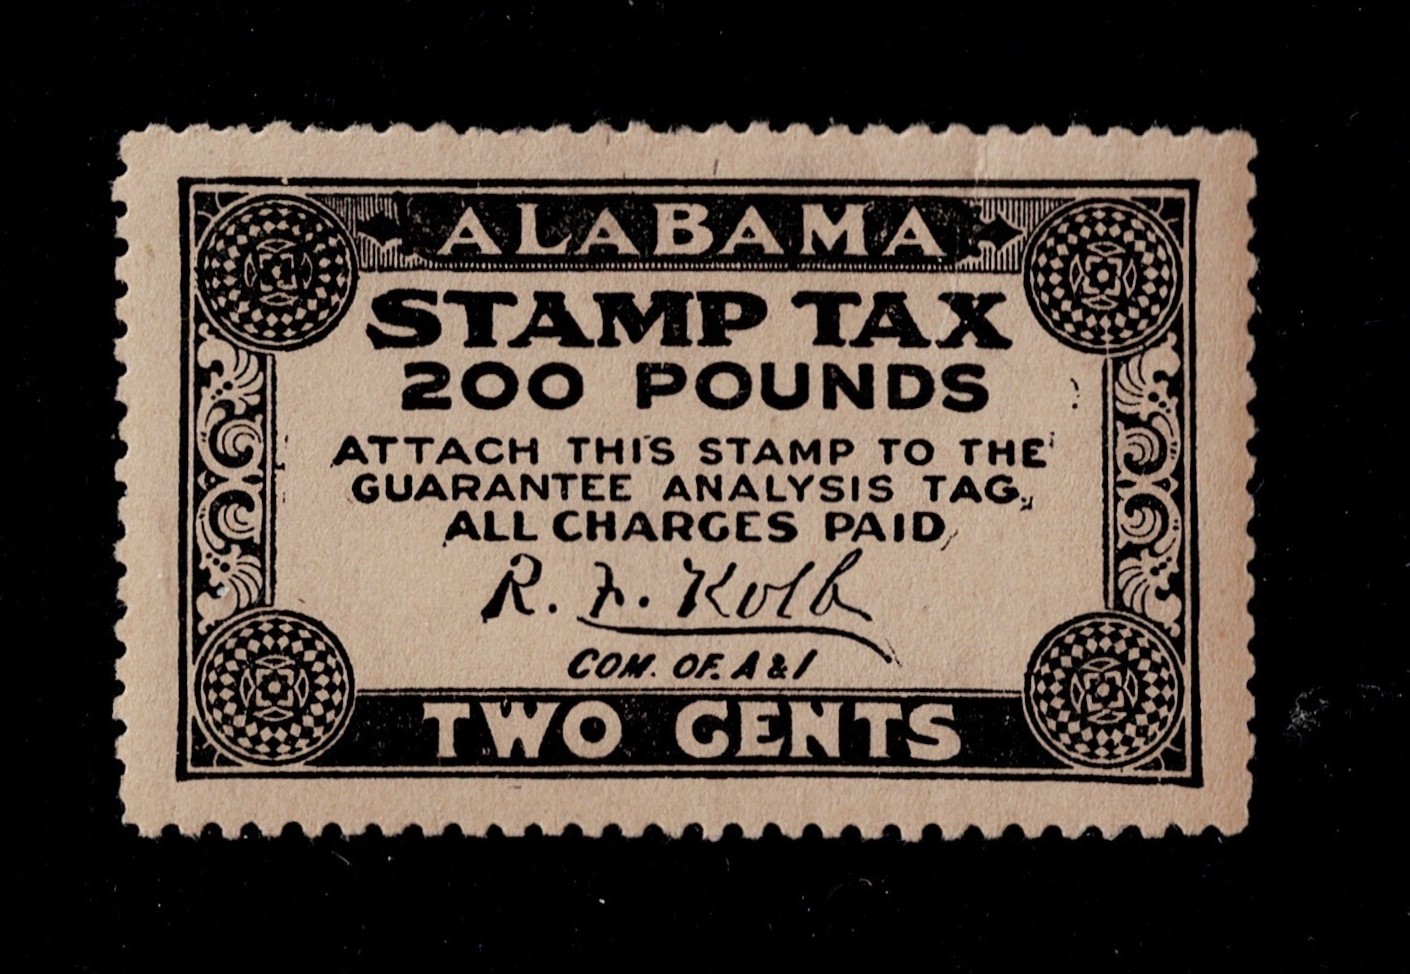 ALABAMA
STAMP TAX
200 POUNDS
ATTACH THIS STAMP TO THE
GUARANTEE ANALYSIS TAG.
ALL CHARGES PAID
R. F. Kolb
COM. OF. A & I
TWO CENTS